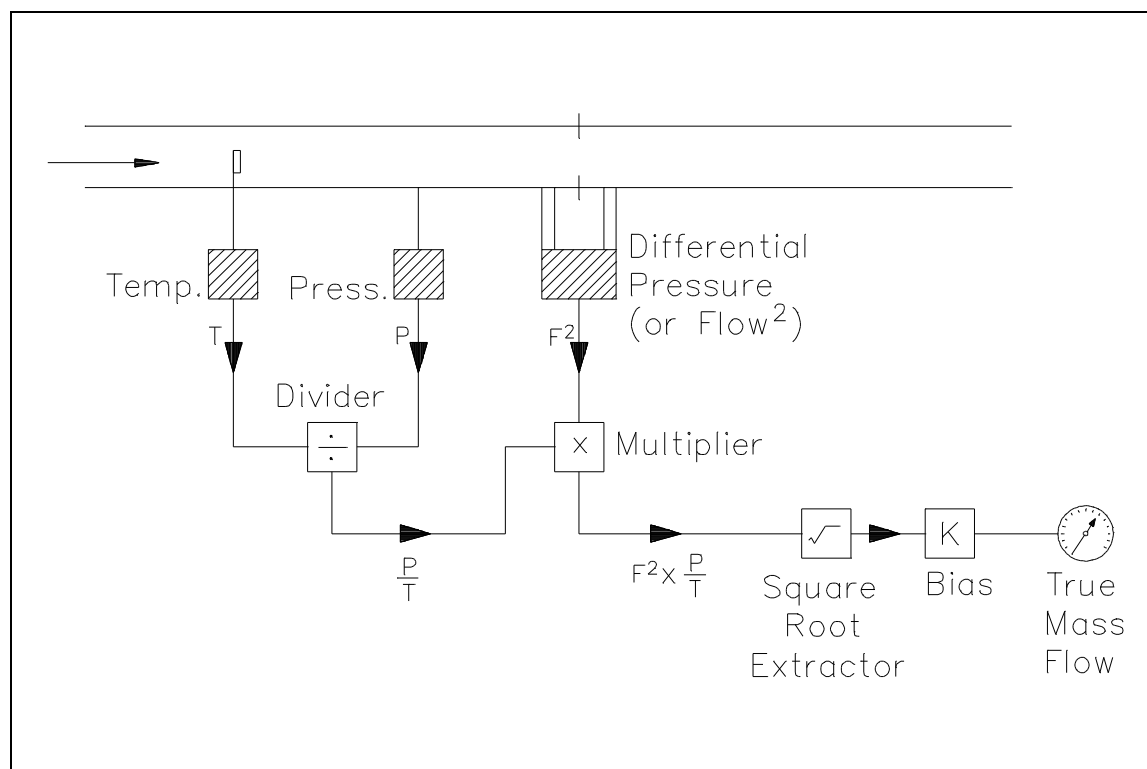 Temp.
Press.
Differential
Pressure
(or Flow²)
T
P
F²
Divider
÷
x
Multiplier
P
T
F² x P
T
√
K
Square
Root
Extractor
Bias
True
Mass
Flow